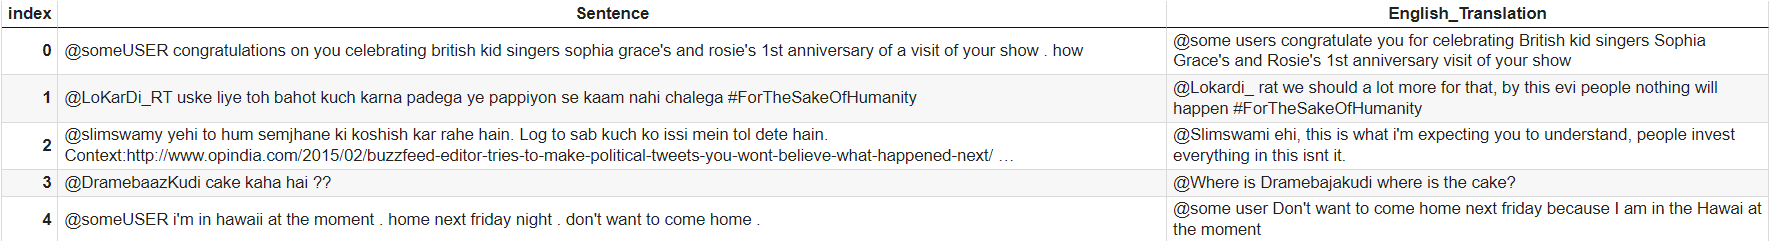 index Sentence English_Translation
0 @someUSER congratulations on you celebrating british kid singers sophia grace's and rosie's 1st anniversary of a visit of your show . how
@some users congratulate you for celebrating British kid singers Sophia
Grace's and Rosie's 1st anniversary visit of your show
1 @LoKarDi_RT uske liye toh bahot kuch karna padega ye pappiyon se kaam nahi chalega #ForTheSakeOfHumanity
@Lokardi_ rat we should a lot more for that, by this evi people nothing will
happen #ForTheSakeOfHumanity
2 @slimswamy yehi to hum semjhane ki koshish kar rahe hain. Log to sab kuch ko issi mein tol dete hain.
Context:http://www.opindia.com/2015/02/buzzfeed-editor-tries-to-make-political-tweets-you-wont-believe-what-happened-next/ …
@Slimswami ehi, this is what i'm expecting you to understand, people invest
everything in this isnt it.
3 @DramebaazKudi cake kaha hai ??
@Where is Dramebajakudi where is the cake?
4 @someUSER i'm in hawaii at the moment . home next friday night . don't want to come home .
@some user Don't want to come home next friday because I am in the Hawai at
the moment